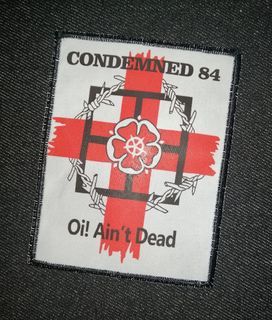 CONDEMNED 84
Oi! Ain't Dead